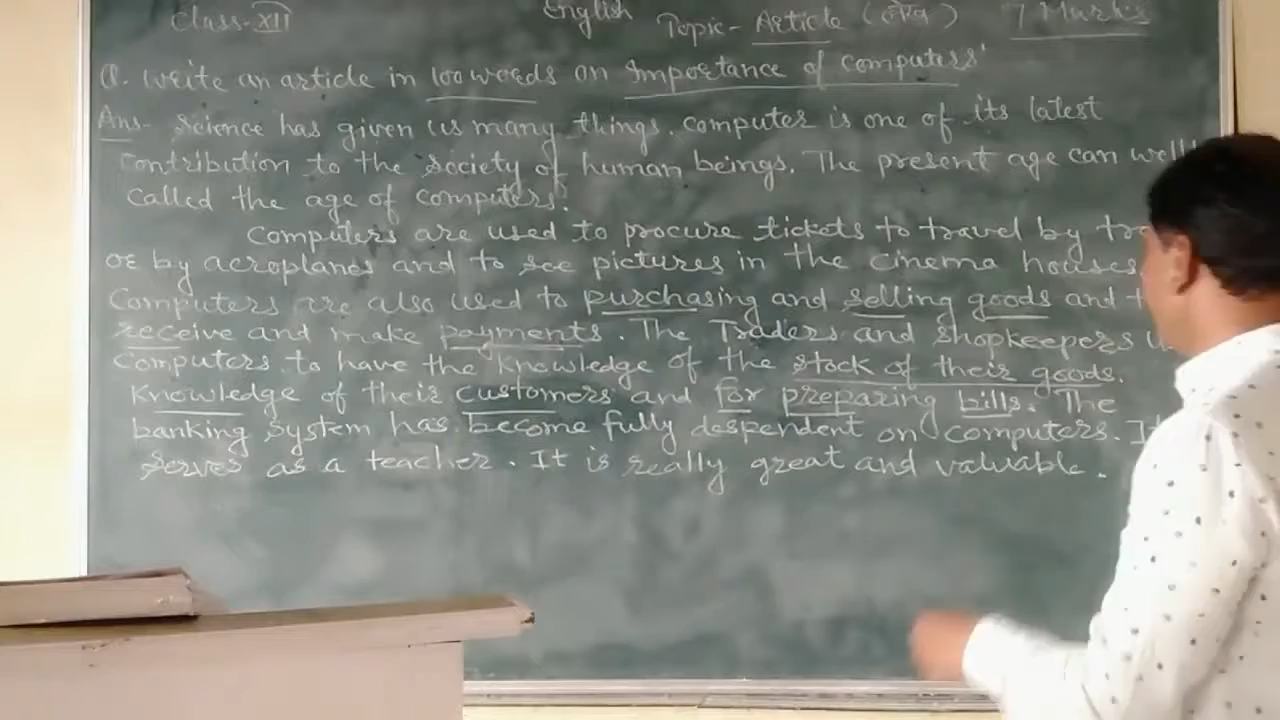 Class-XII English Topic- Article (लेख) 7 Marks
Q. Write an article in 100 words on 'Importance of computers'
Ans- Science has given us many things. computer is one of its latest
contribution to the society of human beings. The present age can well
called the age of computers.
Computers are used to procure tickets to travel by
or by aeroplanes and to see pictures in the cinema houses.
Computers are also used to purchasing and selling goods and
receive and make payments. The Traders and shopkeepers
computers to have the knowledge of the stock of their goods.
Knowledge of their customers and for preparing bills. The
banking system has become fully despendent on computers. It
serves as a teacher. It is really great and valuable.